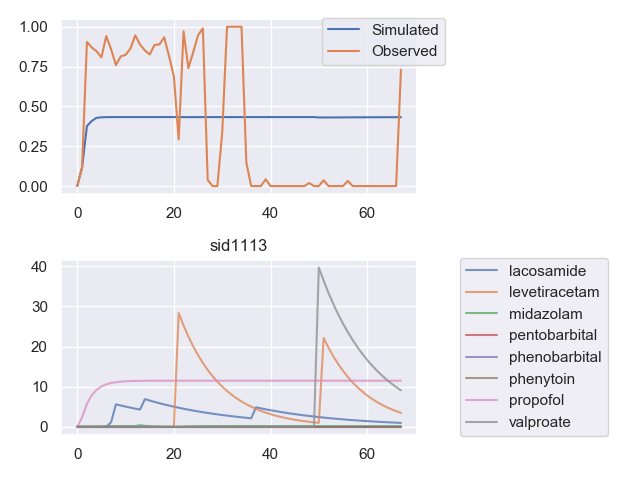 1.00
0.75
0.50
0.25
0.00
0
20
40
60
Simulated
Observed
sid1113
40
30
20
10
0
0
20
40
60
lacosamide
levetiracetam
midazolam
pentobarbital
phenobarbital
phenytoin
propofol
valproate